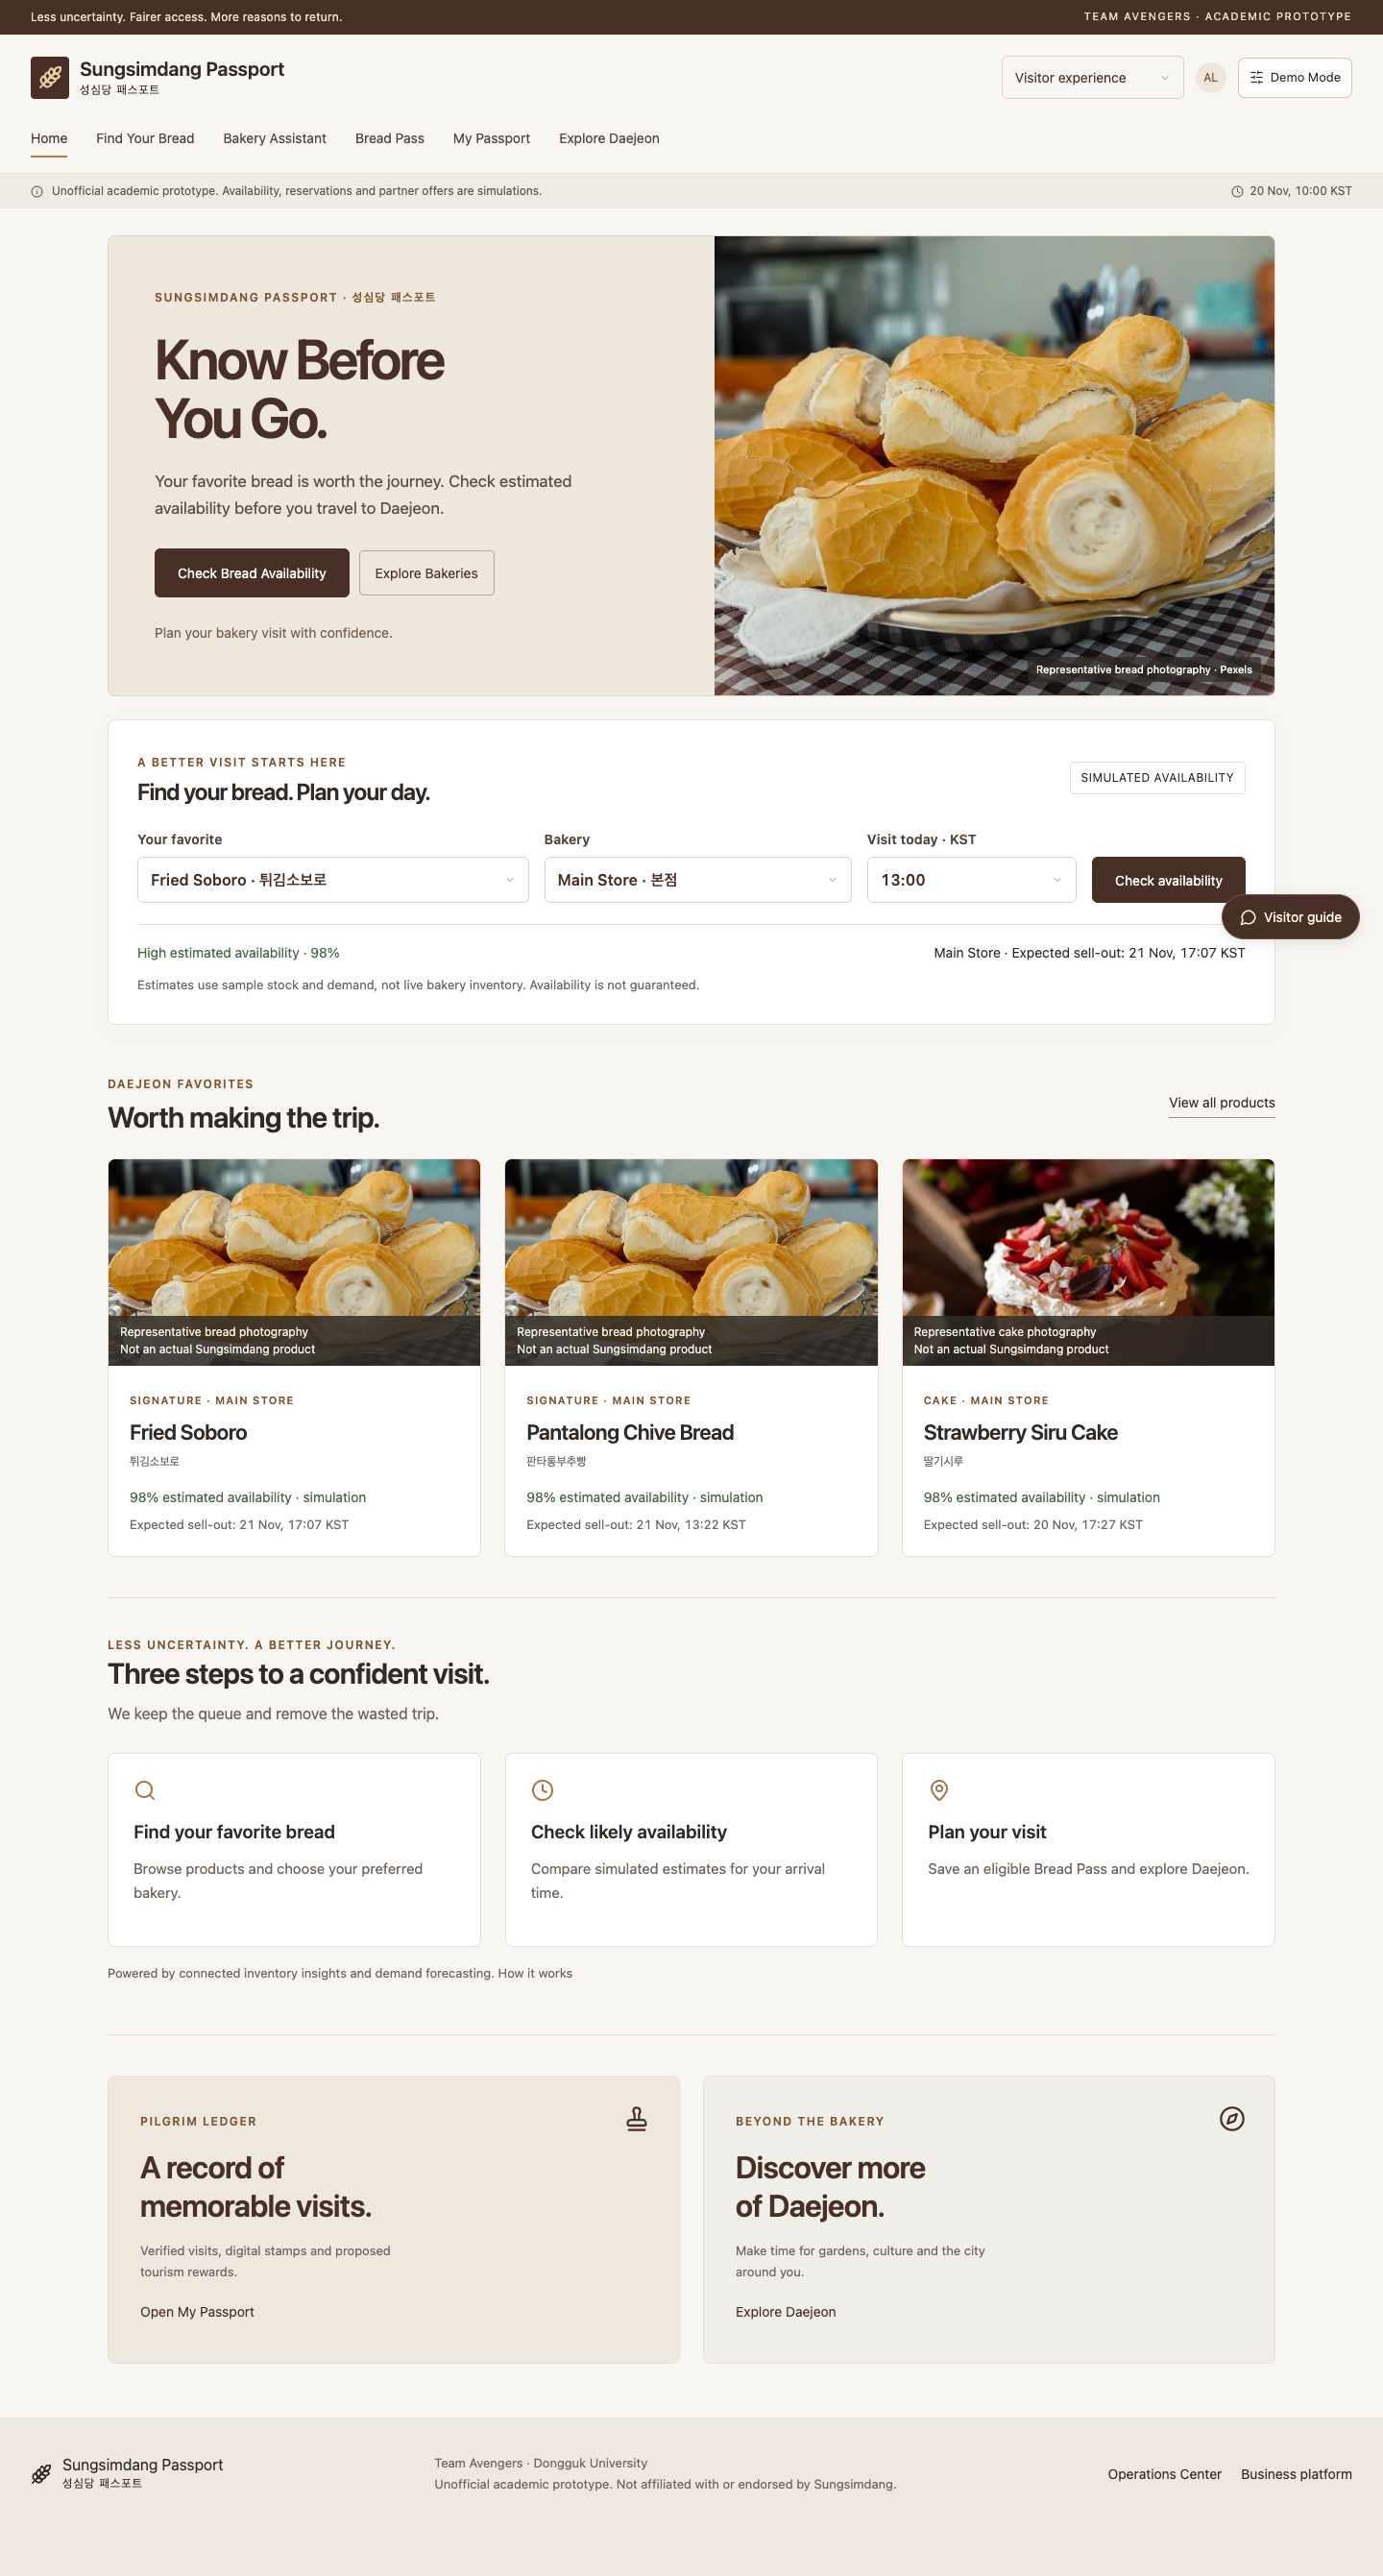 Less uncertainty. Fairer access. More reasons to return.
TEAM AVENGERS · ACADEMIC PROTOTYPE
Sungsimdang Passport
성심당 패스포트
Visitor experience
AL
Demo Mode
Home
Find Your Bread
Bakery Assistant
Bread Pass
My Passport
Explore Daejeon
Unofficial academic prototype. Availability, reservations and partner offers are simulations.
20 Nov, 10:00 KST
SUNGSIMDANG PASSPORT · 성심당 패스포트
Know Before
You Go.
Your favorite bread is worth the journey. Check estimated
availability before you travel to Daejeon.
Check Bread Availability
Explore Bakeries
Plan your bakery visit with confidence.
Representative bread photography · Pexels
A BETTER VISIT STARTS HERE
Find your bread. Plan your day.
SIMULATED AVAILABILITY
Your favorite
Bakery
Visit today · KST
Fried Soboro · 튀김소보로
Main Store · 본점
13:00
Check availability
Visitor guide
High estimated availability · 98%
Main Store · Expected sell-out: 21 Nov, 17:07 KST
Estimates use sample stock and demand, not live bakery inventory. Availability is not guaranteed.
DAEJEON FAVORITES
Worth making the trip.
View all products
Representative bread photography
Not an actual Sungsimdang product
SIGNATURE · MAIN STORE
Fried Soboro
튀김소보로
98% estimated availability · simulation
Expected sell-out: 21 Nov, 17:07 KST
Representative bread photography
Not an actual Sungsimdang product
SIGNATURE · MAIN STORE
Pantalong Chive Bread
판타롱부추빵
98% estimated availability · simulation
Expected sell-out: 21 Nov, 13:22 KST
Representative cake photography
Not an actual Sungsimdang product
CAKE · MAIN STORE
Strawberry Siru Cake
딸기시루
98% estimated availability · simulation
Expected sell-out: 20 Nov, 17:27 KST
LESS UNCERTAINTY. A BETTER JOURNEY.
Three steps to a confident visit.
We keep the queue and remove the wasted trip.
Find your favorite bread
Browse products and choose your preferred
bakery.
Check likely availability
Compare simulated estimates for your arrival
time.
Plan your visit
Save an eligible Bread Pass and explore Daejeon.
Powered by connected inventory insights and demand forecasting. How it works
PILGRIM LEDGER
A record of
memorable visits.
Verified visits, digital stamps and proposed
tourism rewards.
Open My Passport
BEYOND THE BAKERY
Discover more
of Daejeon.
Make time for gardens, culture and the city
around you.
Explore Daejeon
Sungsimdang Passport
성심당 패스포트
Team Avengers · Dongguk University
Unofficial academic prototype. Not affiliated with or endorsed by Sungsimdang.
Operations Center
Business platform